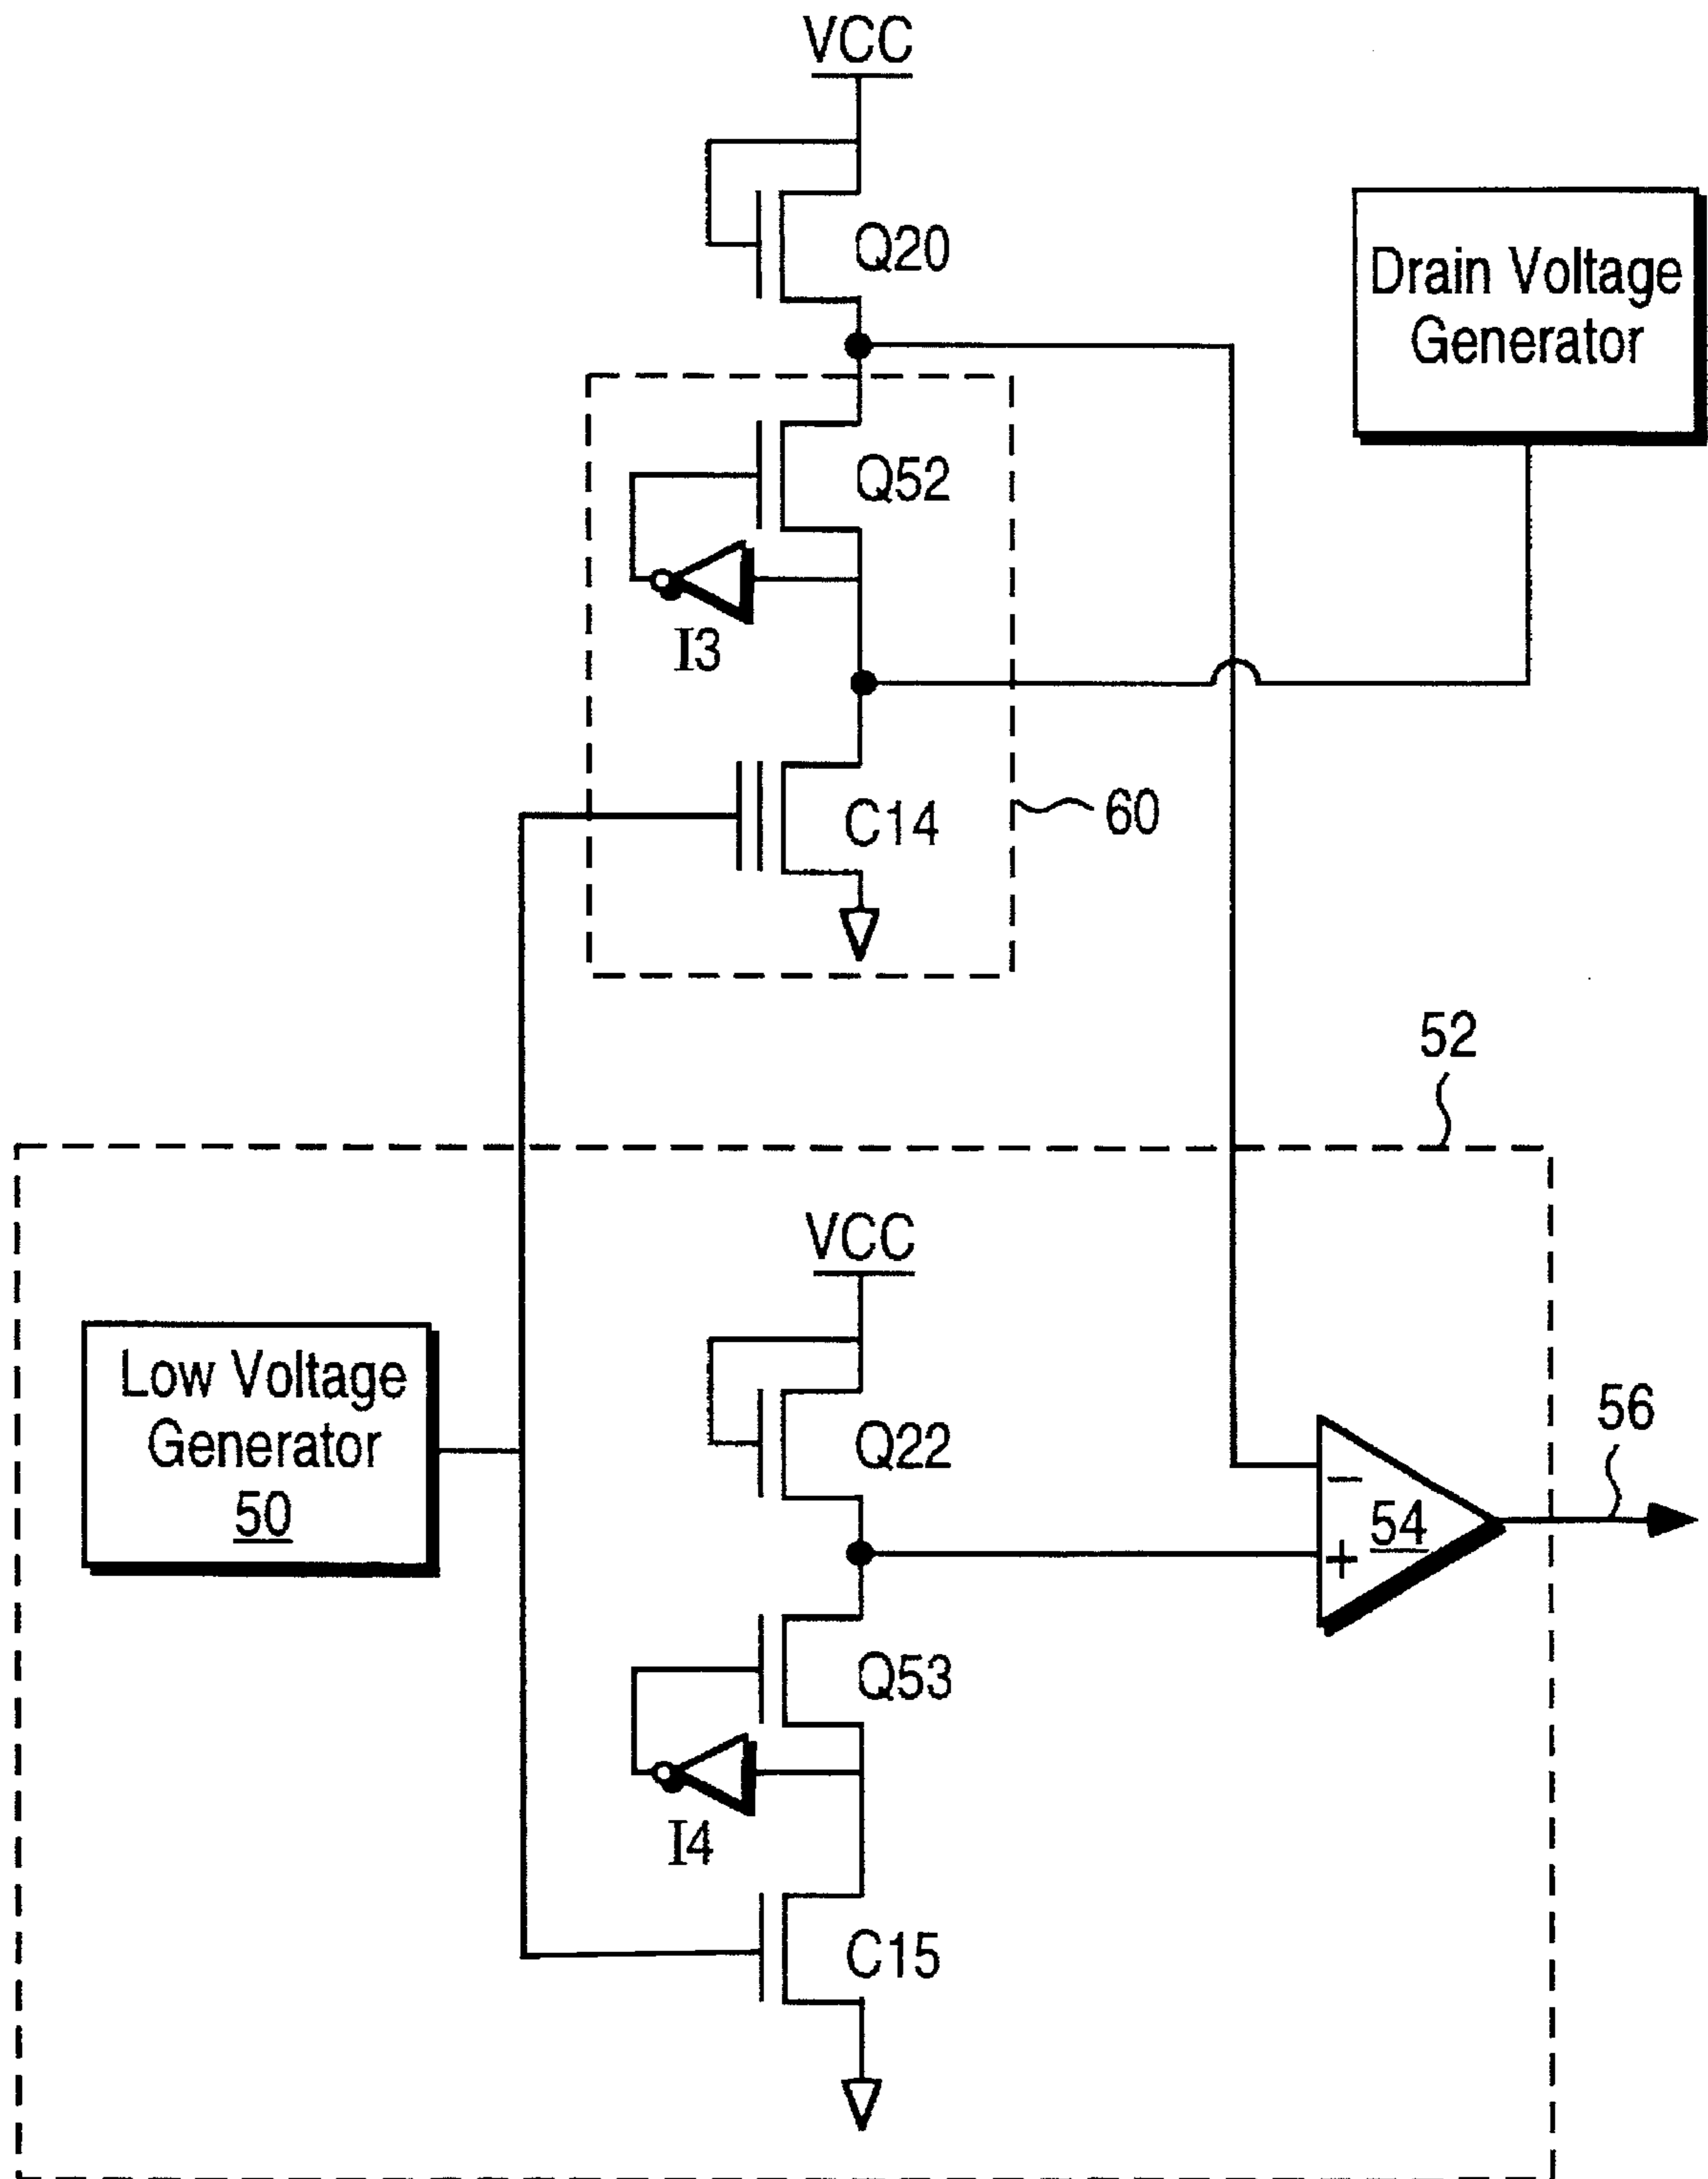 VCC
Q20
Drain Voltage
Generator
Q52
I3
C14
60
52
VCC
Low Voltage
Generator
50
Q22
56
−
54
+
Q53
I4
C15